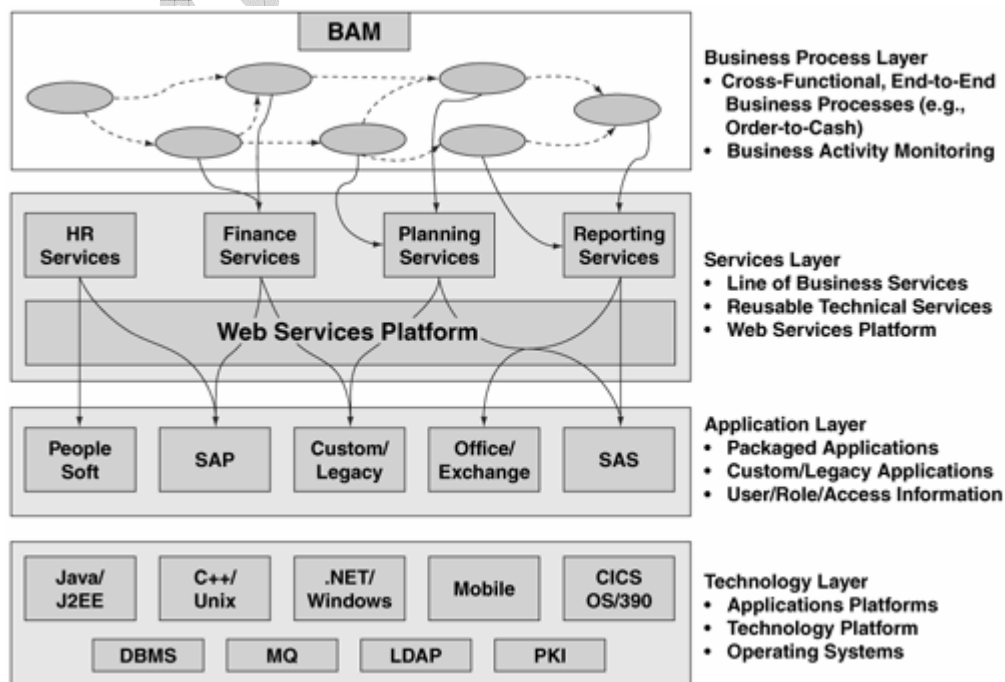 BAM
Business Process Layer
• Cross-Functional, End-to-End
Business Processes (e.g.,
Order-to-Cash)
• Business Activity Monitoring
HR
Services
Finance
Services
Planning
Services
Reporting
Services
Web Services Platform
Services Layer
• Line of Business Services
• Reusable Technical Services
• Web Services Platform
People
Soft
SAP
Custom/
Legacy
Office/
Exchange
SAS
Application Layer
• Packaged Applications
• Custom/Legacy Applications
• User/Role/Access Information
Java/
J2EE
C++/
Unix
.NET/
Windows
Mobile
CICS
OS/390
DBMS
MQ
LDAP
PKI
Technology Layer
• Applications Platforms
• Technology Platform
• Operating Systems